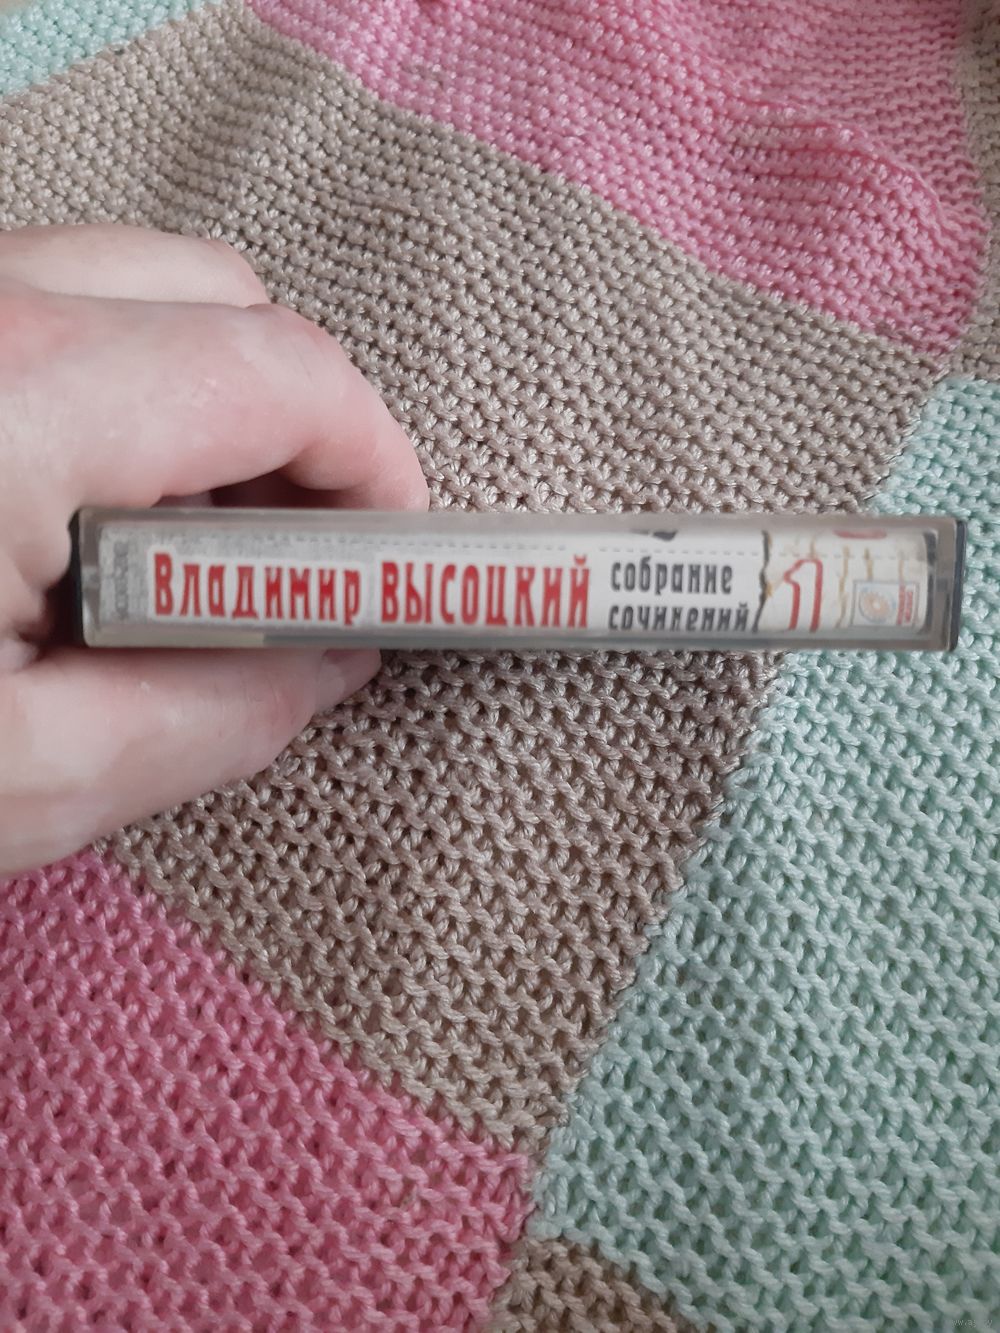 Владимир ВЫСОЦКИЙ
собрание
сочинений
1